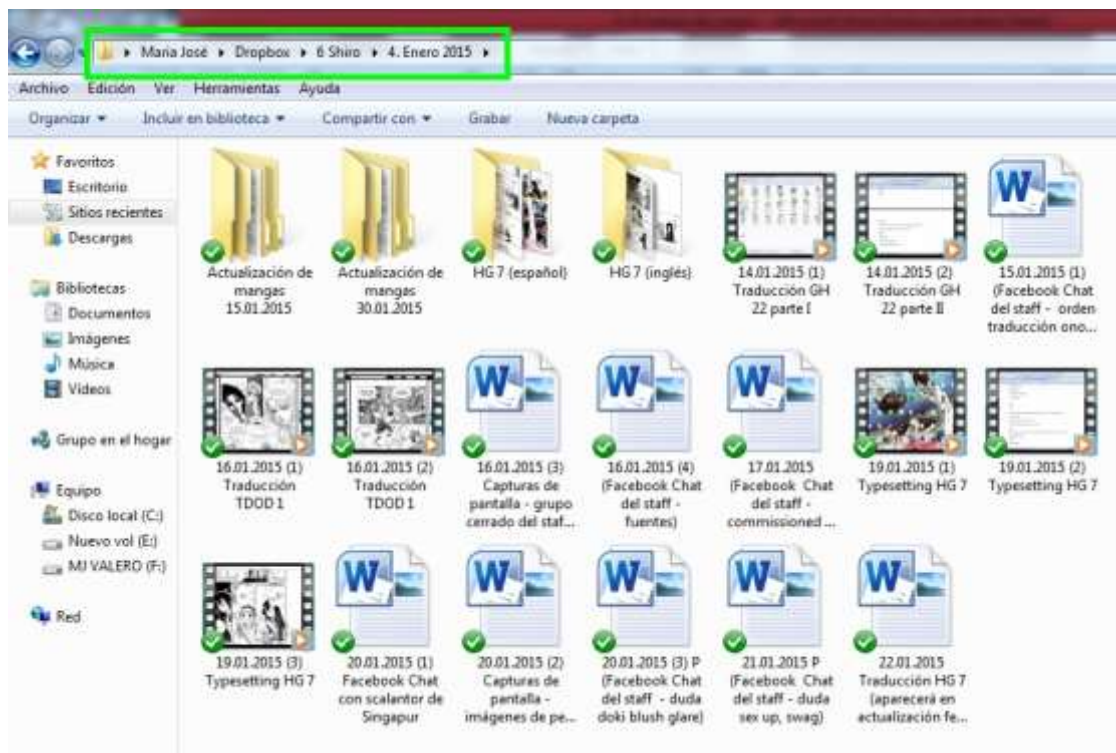 Maria José ▸ Dropbox ▸ 6 Shiro ▸ 4. Enero 2015 ▸
Archivo Edición Ver Herramientas Ayuda
Organizar Incluir en biblioteca Compartir con Grabar Nueva carpeta
Favoritos
Escritorio
Sitios recientes
Descargas
Bibliotecas
Documentos
Imágenes
Música
Vídeos
Grupo en el hogar
Equipo
Disco local (C:)
Nuevo vol (E:)
MJ VALERO (F:)
Red
Actualización de
mangas
15.01.2015
Actualización de
mangas
30.01.2015
HG 7 (español)
HG 7 (inglés)
14.01.2015 (1)
Traducción GH
22 parte I
14.01.2015 (2)
Traducción GH
22 parte II
15.01.2015 (1)
(Facebook Chat
del staff - orden
traducción ono...
16.01.2015 (1)
Traducción
TDOD 1
16.01.2015 (2)
Traducción
TDOD 1
16.01.2015 (3)
Capturas de
pantalla - grupo
cerrado del staf...
16.01.2015 (4)
(Facebook Chat
del staff -
fuentes)
17.01.2015
(Facebook Chat
del staff -
commissioned ...
19.01.2015 (1)
Typesetting HG 7
19.01.2015 (2)
Typesetting HG 7
19.01.2015 (3)
Typesetting HG 7
20.01.2015 (1)
Facebook Chat
con scalantor de
Singapur
20.01.2015 (2)
Capturas de
pantalla -
imágenes de pe...
20.01.2015 (3) P
(Facebook Chat
del staff - duda
doki blush glare)
21.01.2015 P
(Facebook Chat
del staff - duda
sex up, swag)
22.01.2015
Traducción HG 7
(aparecerá en
actualización fe...